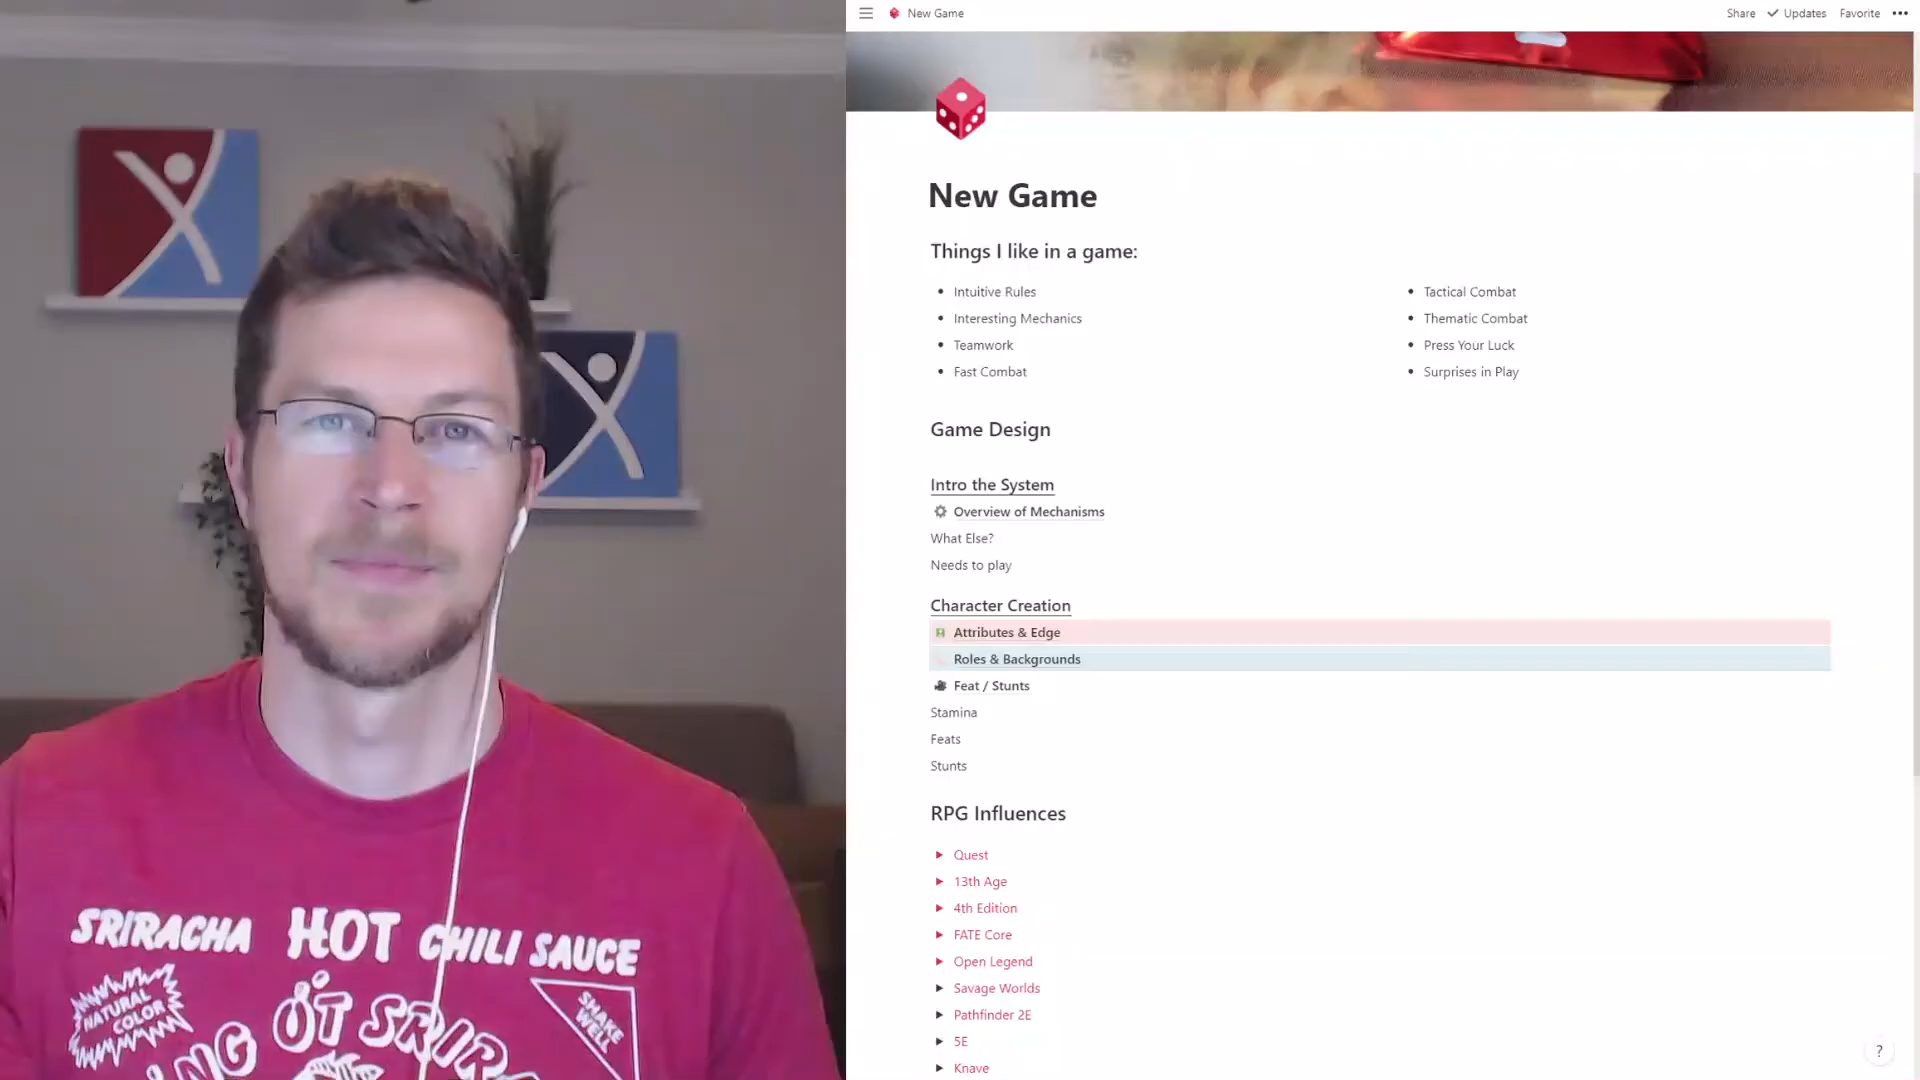 New Game
Share
Updates
Favorite
New Game
Things I like in a game:
Intuitive Rules
Interesting Mechanics
Teamwork
Fast Combat
Tactical Combat
Thematic Combat
Press Your Luck
Surprises in Play
Game Design
Intro the System
Overview of Mechanisms
What Else?
Needs to play
Character Creation
Attributes & Edge
Roles & Backgrounds
Feat / Stunts
Stamina
Feats
Stunts
RPG Influences
Quest
13th Age
4th Edition
FATE Core
Open Legend
Savage Worlds
Pathfinder 2E
5E
Knave
?
SRIRACHA HOT CHILI SAUCE
NATURAL
COLOR
SHAKE
WELL